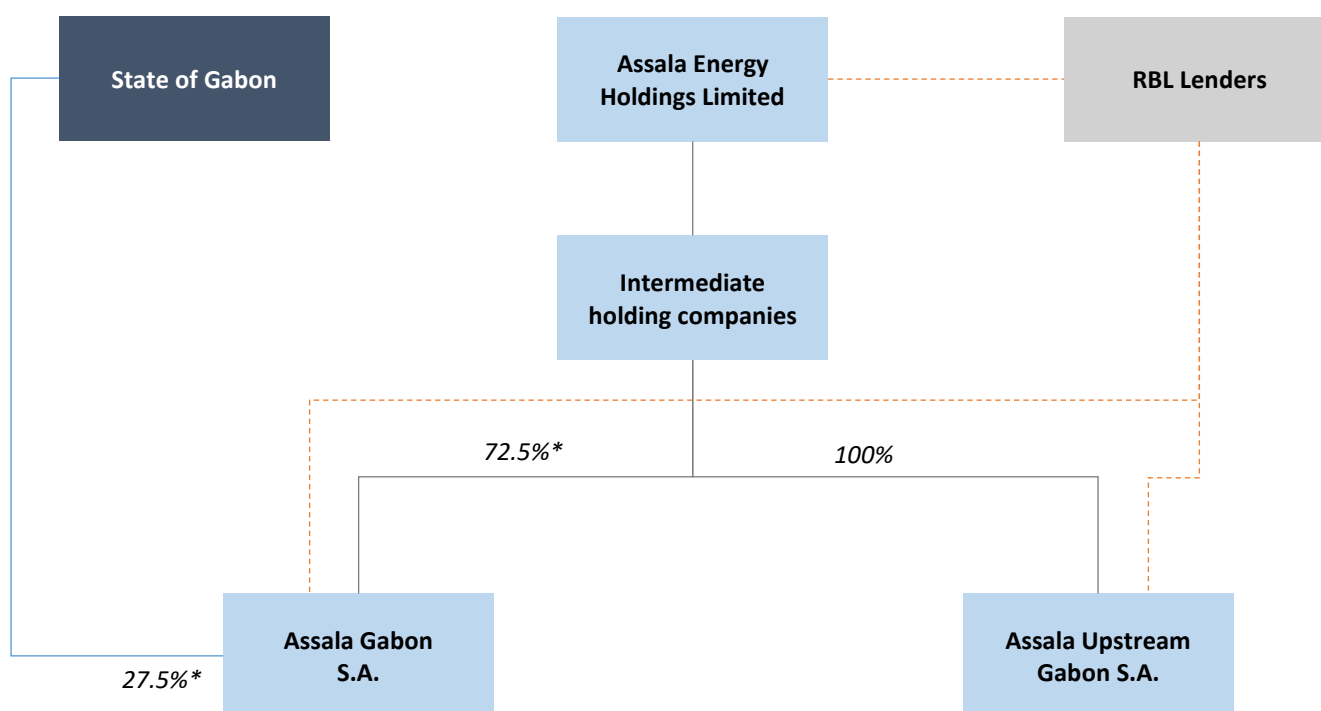 State of Gabon
Assala Energy
Holdings Limited
RBL Lenders
Intermediate
holding companies
72.5%*
100%
Assala Gabon
S.A.
Assala Upstream
Gabon S.A.
27.5%*